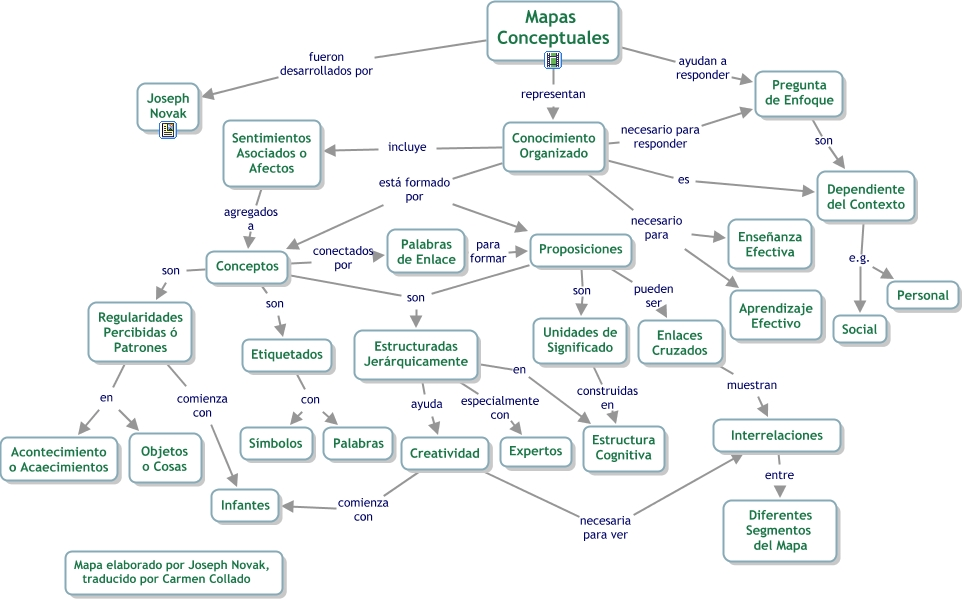 Mapas
Conceptuales
fueron
desarrollados por
ayudan a
responder
representan
Joseph
Novak
Pregunta
de Enfoque
Sentimientos
Asociados o
Afectos
incluye
Conocimiento
Organizado
necesario para
responder
son
está formado
por
es
Dependiente
del Contexto
agregados
a
necesario
para
Conceptos
conectados
por
Palabras
de Enlace
para
formar
Proposiciones
Enseñanza
Efectiva
e.g.
son
son
son
son
pueden
ser
Aprendizaje
Efectivo
Personal
Social
Regularidades
Percibidas ó
Patrones
Etiquetados
Estructuradas
Jerárquicamente
Unidades de
Significado
Enlaces
Cruzados
en
comienza
con
con
ayuda
especialmente
con
en
construidas
en
muestran
Acontecimiento
o Acaecimientos
Objetos
o Cosas
Símbolos
Palabras
Creatividad
Expertos
Estructura
Cognitiva
Interrelaciones
Infantes
comienza
con
necesaria
para ver
entre
Diferentes
Segmentos
del Mapa
Mapa elaborado por Joseph Novak,
traducido por Carmen Collado